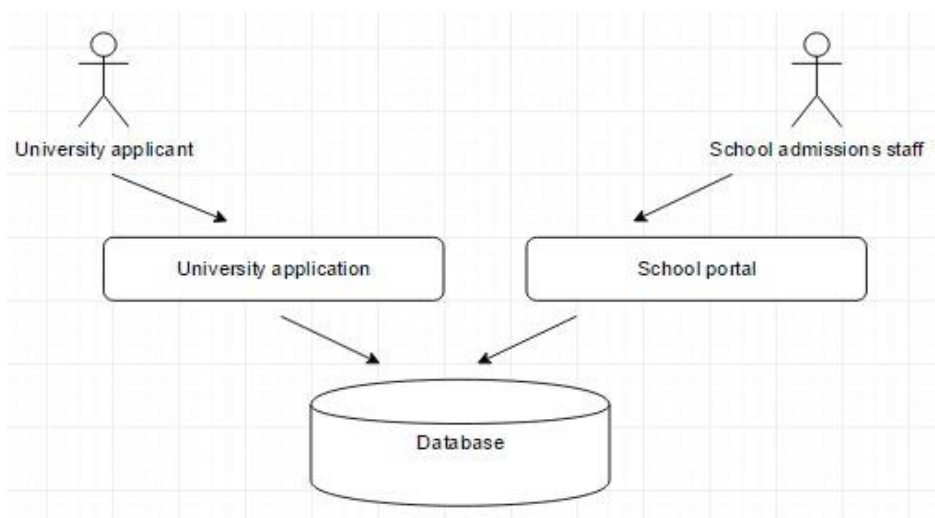 University applicant
School admissions staff
University application
School portal
Database